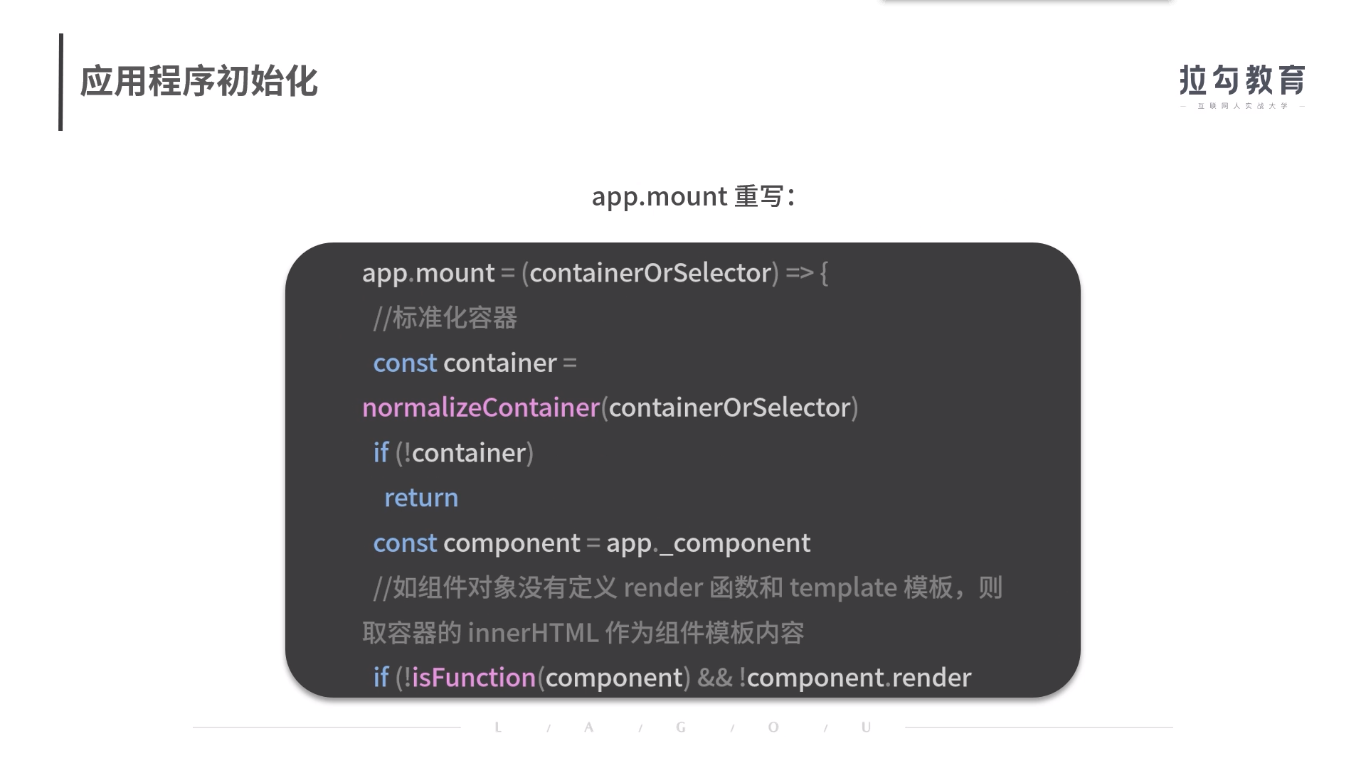 应用程序初始化
拉勾教育
互联网人实战大学
app.mount 重写：
app.mount = (containerOrSelector) => {
//标准化容器
const container =
normalizeContainer(containerOrSelector)
if (!container)
return
const component = app._component
//如组件对象没有定义 render 函数和 template 模板，则
取容器的 innerHTML 作为组件模板内容
if (!isFunction(component) && !component.render
L / A / G / O / U